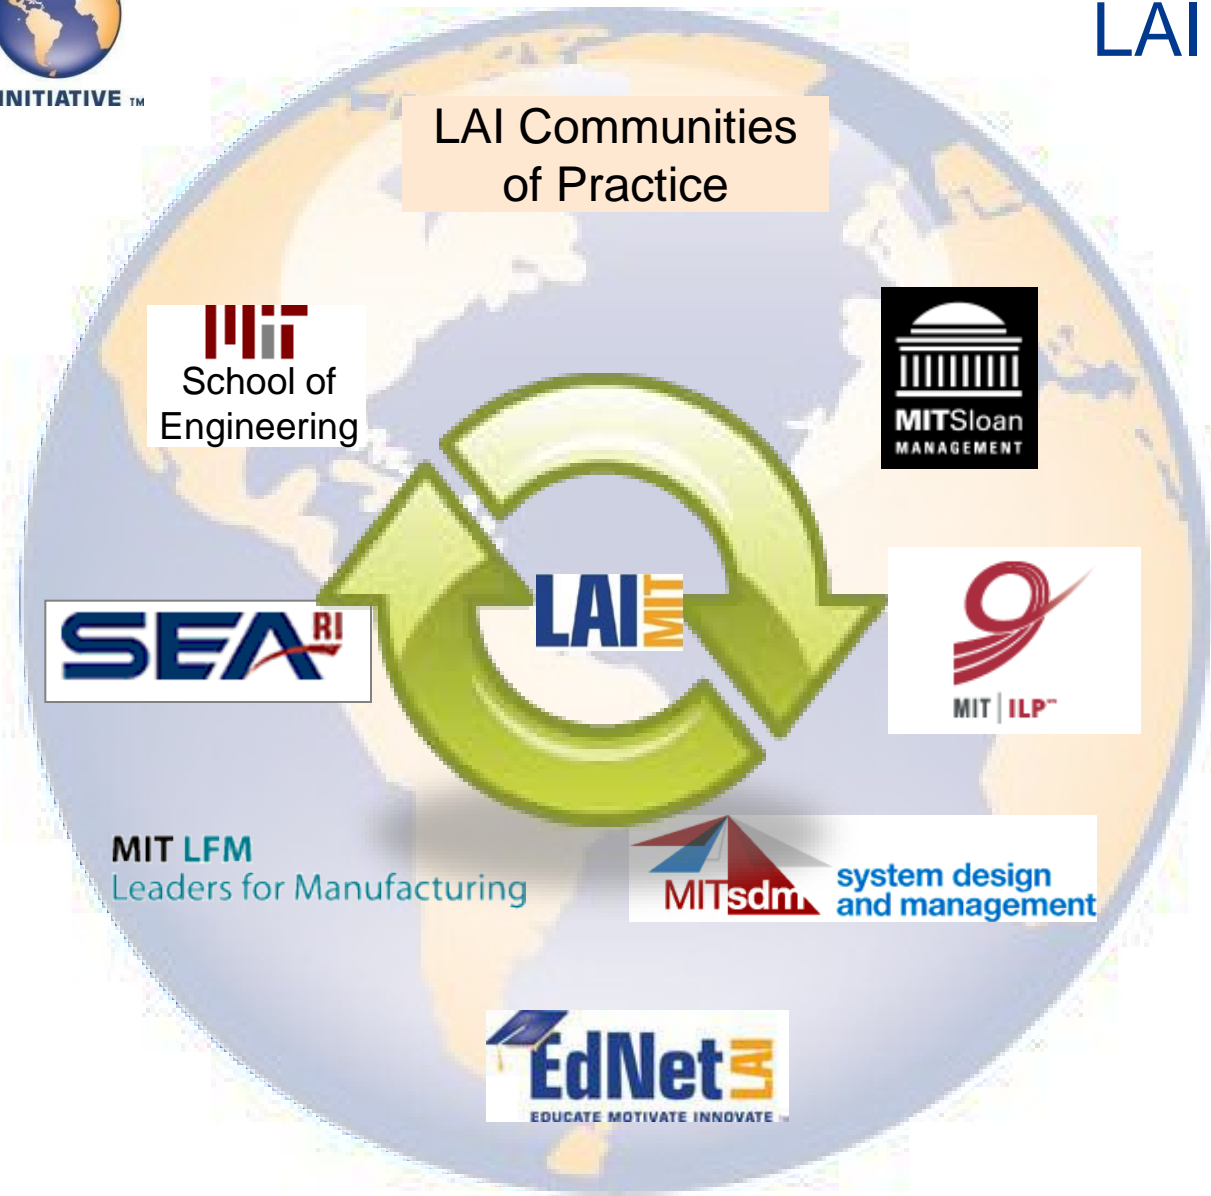 LAI
INITIATIVE TM
LAI Communities
of Practice
MIT
School of
Engineering
MITSloan
MANAGEMENT
LAI MIT
SEA RI
MIT | ILP
MIT LFM
Leaders for Manufacturing
MITsdm
system design
and management
EdNet LAI
EDUCATE MOTIVATE INNOVATE